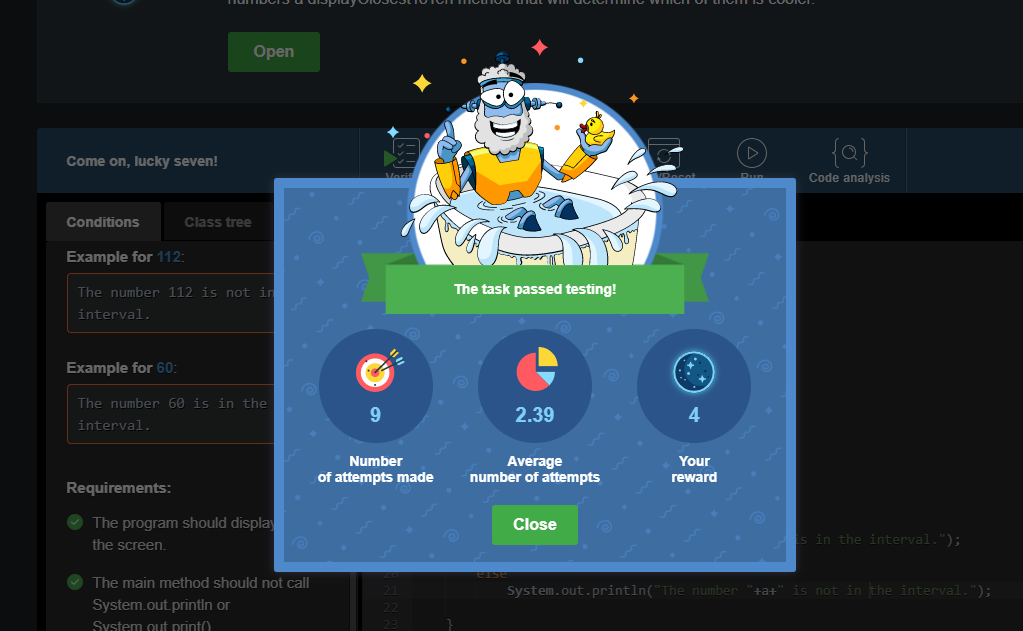 numbers a displayClosestToTen method that will determine which of them is cooler.
Open
Come on, lucky seven!
Run
Code analysis
Conditions
Class tree
Example for 112:
The number 112 is not in
interval.
Example for 60:
The number 60 is in the
interval.
Requirements:
The program should display
the screen.
The main method should not call
System.out.println or
System.out.print()
The task passed testing!
9
2.39
4
Number
of attempts made
Average
number of attempts
Your
reward
Close
is in the interval.");
20 else
21 System.out.println("The number "+a+" is not in the interval.");
22
23 }